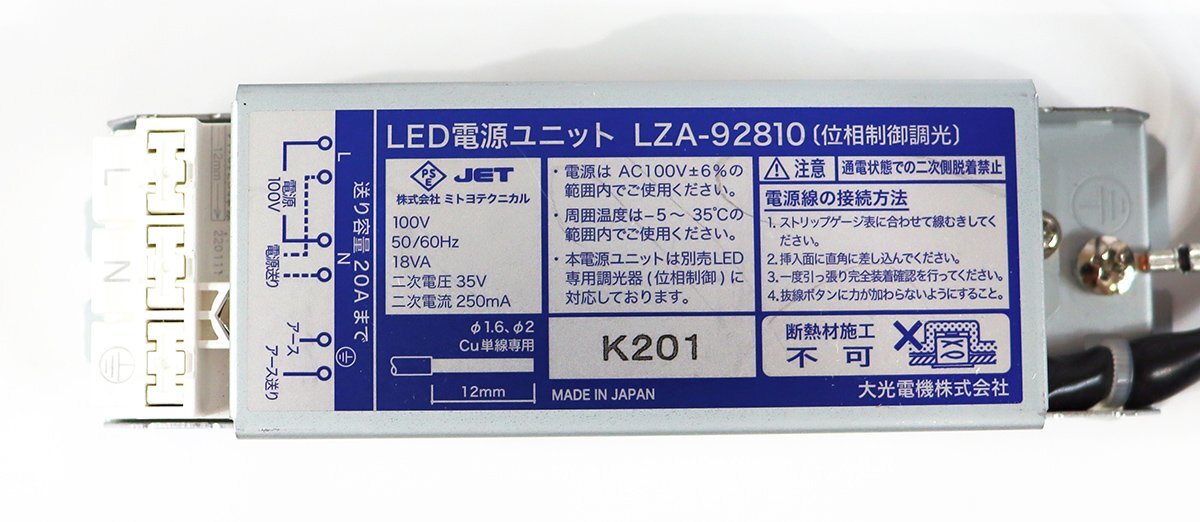 L
N
12mm
220111
L
N
電源
100V
電源送り
アース
アース送り
送り容量 20Aまで
LED電源ユニット LZA-92810 (位相制御調光)
PS
E
JET
株式会社 ミトヨテクニカル
100V
50/60Hz
18VA
二次電圧 35V
二次電流 250mA
φ1.6、φ2
Cu単線専用
12mm
・電源は AC100V±6%の
範囲内でご使用ください。
・周囲温度は−5〜 35℃の
範囲内でご使用ください。
・本電源ユニットは別売LED
専用調光器(位相制御)に
対応しております。
K201
MADE IN JAPAN
注意
通電状態での二次側脱着禁止
電源線の接続方法
1. ストリップゲージ表に合わせて線むきしてく
ださい。
2. 挿入面に直角に差し込んでください。
3. 一度引っ張り完全装着確認を行ってください。
4. 抜線ボタンに力が加わらないようにすること。
断熱材施工
不可
大光電機株式会社